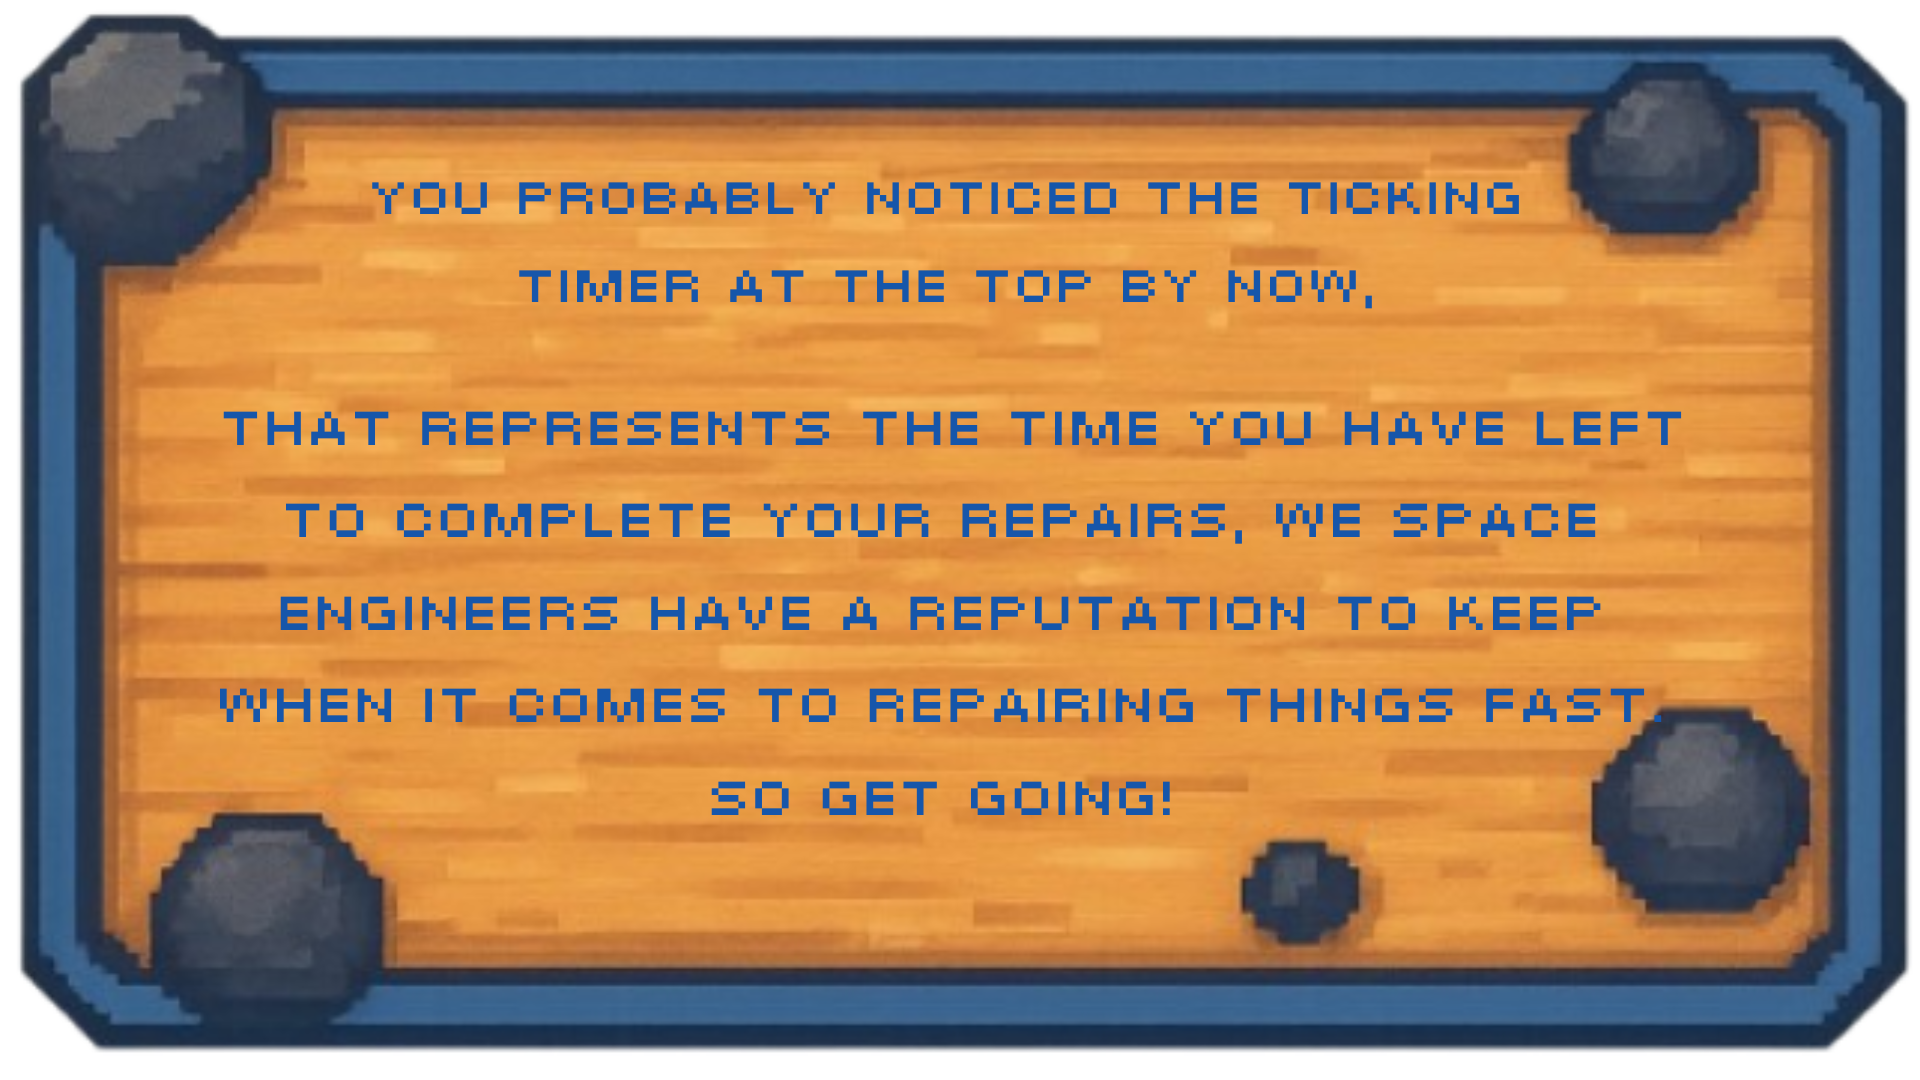 YOU PROBABLY NOTICED THE TICKING
TIMER AT THE TOP BY NOW,
THAT REPRESENTS THE TIME YOU HAVE LEFT
TO COMPLETE YOUR REPAIRS, WE SPACE
ENGINEERS HAVE A REPUTATION TO KEEP
WHEN IT COMES TO REPAIRING THINGS FAST.
SO GET GOING!